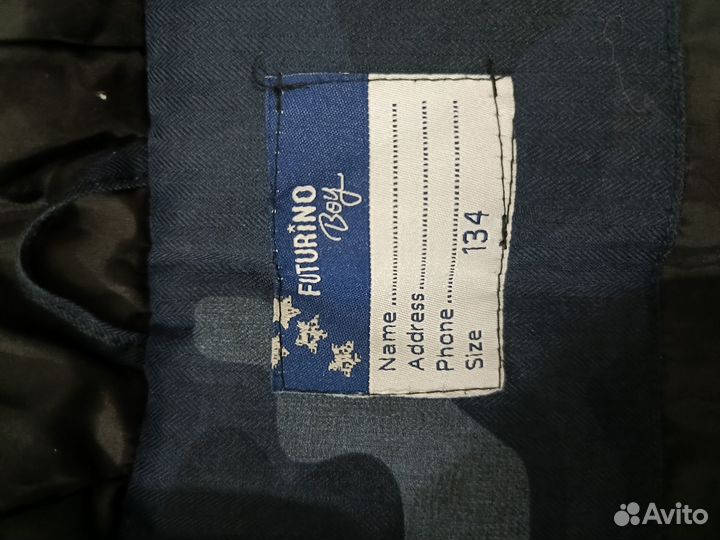 FUTURINO
Boy
Name
Address
Phone
Size 134
Avito